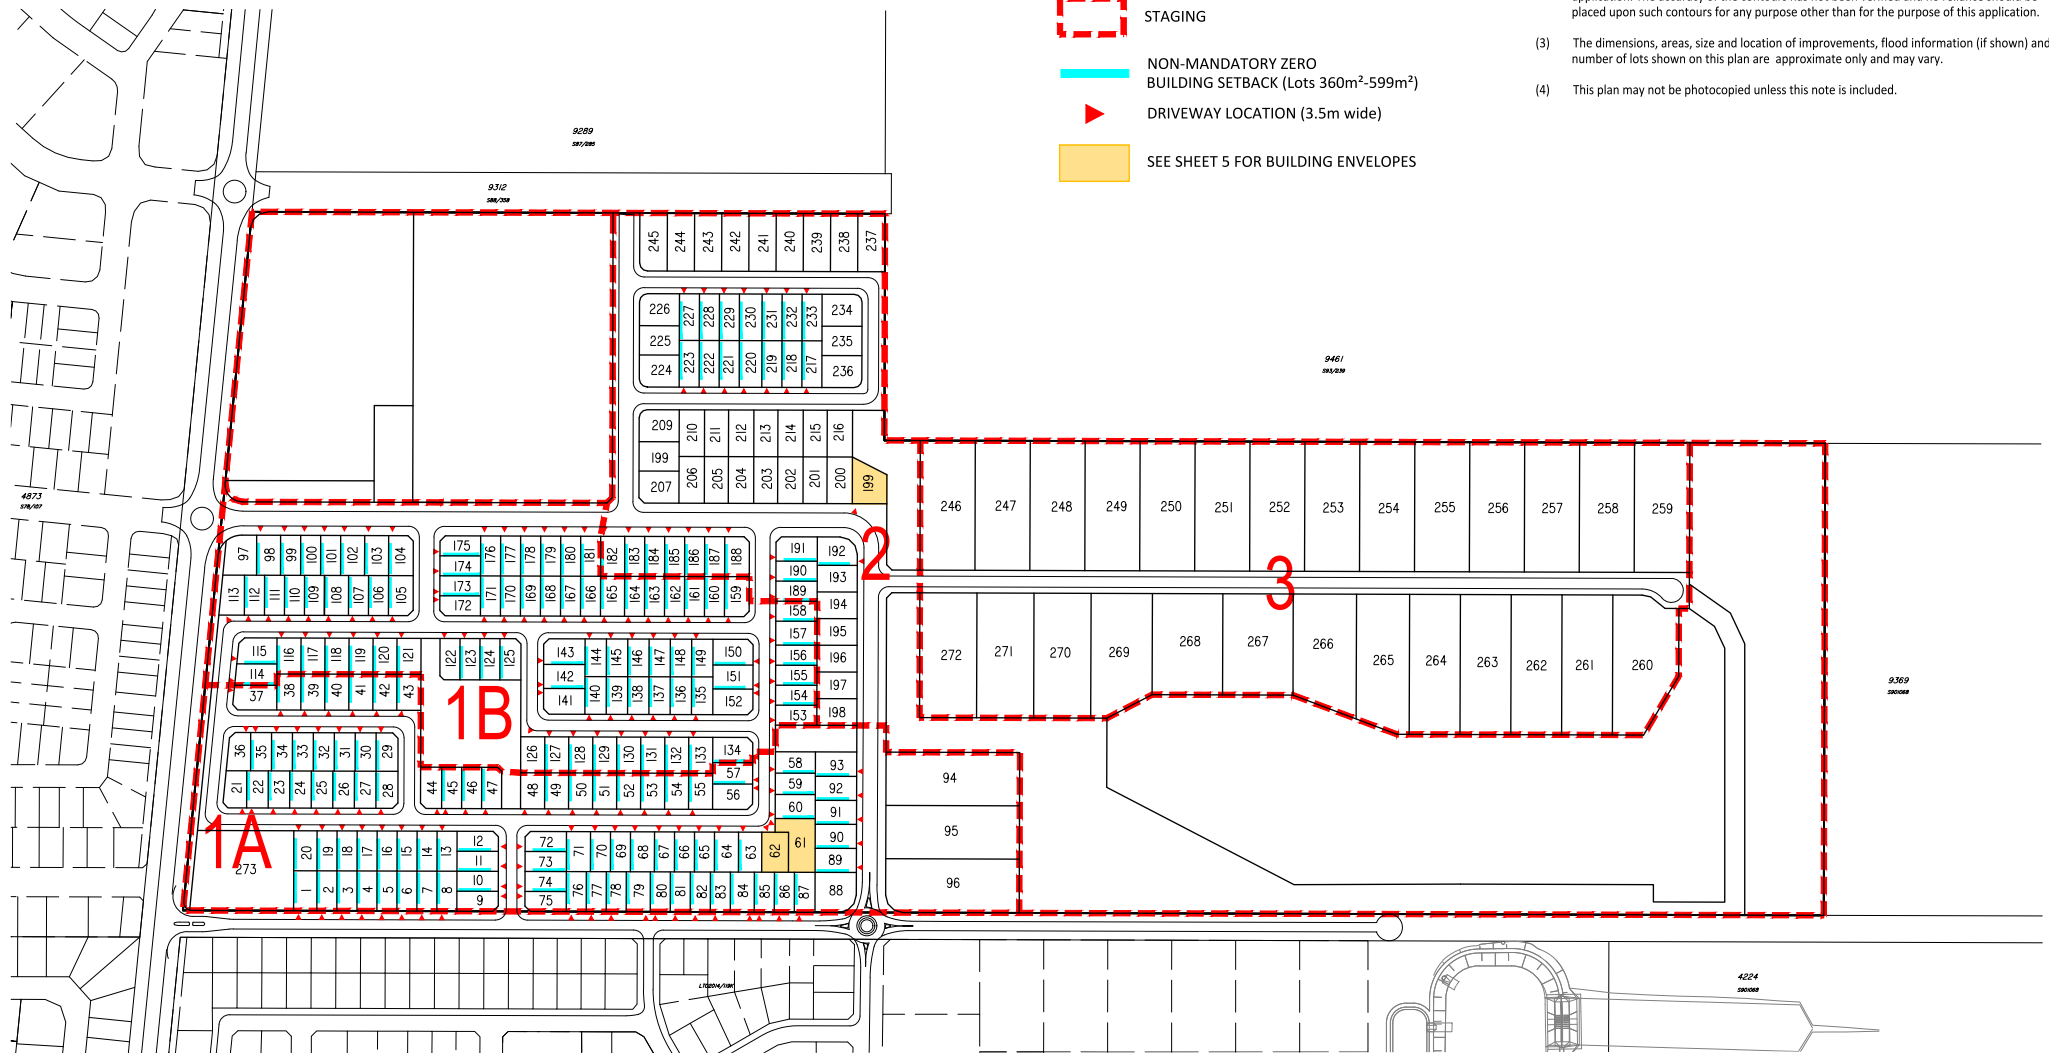 STAGING
NON-MANDATORY ZERO
BUILDING SETBACK (Lots 360m²-599m²)
DRIVEWAY LOCATION (3.5m wide)
SEE SHEET 5 FOR BUILDING ENVELOPES
placed upon such contours for any purpose other than for the purpose of this application.
(3) The dimensions, areas, size and location of improvements, flood information (if shown) and
number of lots shown on this plan are approximate only and may vary.
(4) This plan may not be photocopied unless this note is included.
9289
S87/285
9312
S88/358
9461
S93/239
4873
S78/107
9369
S901068
4224
S901068
LTO2014/119K
245 244 243 242 241 240 239 238 237
226 227 228 229 230 231 232 233 234
225 235
224 223 222 221 220 219 218 217 236
209 210 211 212 213 214 215 216
199
207 206 205 204 203 202 201 200 199
246 247 248 249 250 251 252 253 254 255 256 257 258 259
2
3
272 271 270 269 268 267 266 265 264 263 262 261 260
97 98 99 100 101 102 103 104
113 112 111 110 109 108 107 106 105
175 176 177 178 179 180 181 182 183 184 185 186 187 188
174
173
172 171 170 169 168 167 166 165 164 163 162 161 160 159
191 192
190 193
189
158 194
157 195
156 196
155 197
154
153 198
115 116 117 118 119 120 121 122 123 124 125
114
37 38 39 40 41 42 43
1B
143 144 145 146 147 148 149 150
142 151
141 140 139 138 137 136 135 152
36 35 34 33 32 31 30 29
21 22 23 24 25 26 27 28
126 127 128 129 130 131 132 133 134
57
44 45 46 47 48 49 50 51 52 53 54 55 56
58 93
59 92
60 91
61 90
89
88
94
95
96
1A
273
20 19 18 17 16 15 14 13 12
11
10
1 2 3 4 5 6 7 8 9
72 71 70 69 68 67 66 65 64 63 62
73
74
75 76 77 78 79 80 81 82 83 84 85 86 87